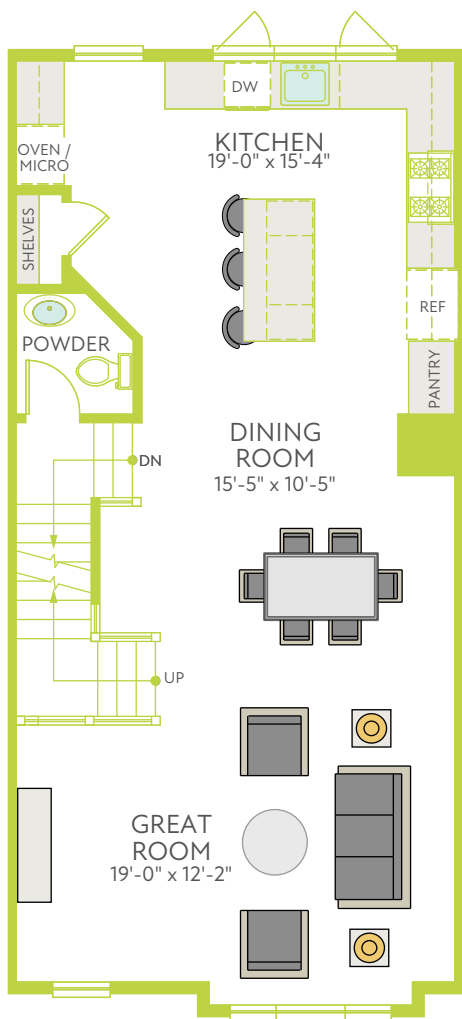 DW
KITCHEN
19'-0" x 15'-4"
OVEN /
MICRO
SHELVES
REF
POWDER
PANTRY
DINING
ROOM
15'-5" x 10'-5"
DN
UP
GREAT
ROOM
19'-0" x 12'-2"